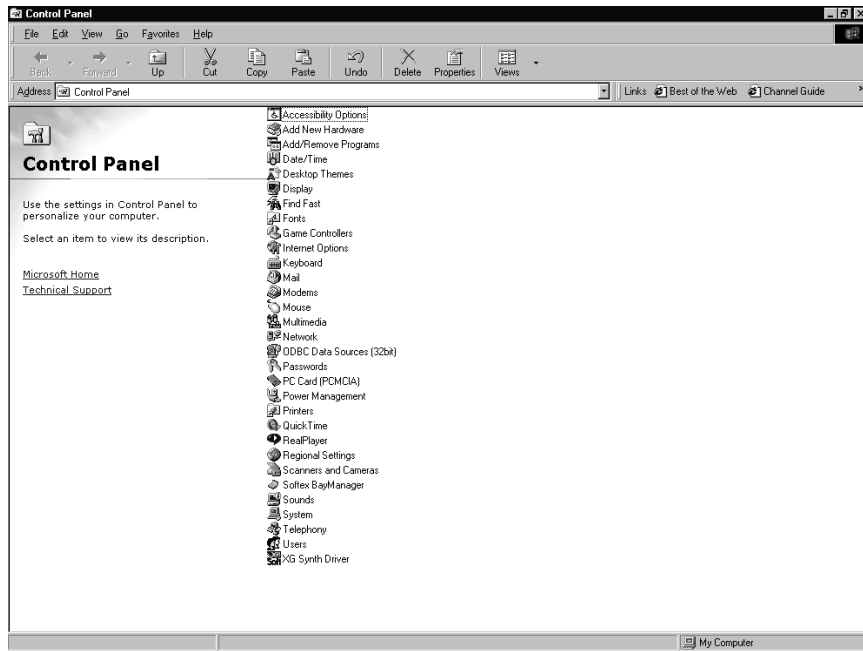 Control Panel
File Edit View Go Favorites Help
Back Forward Up Cut Copy Paste Undo Delete Properties Views
Address Control Panel Links Best of the Web Channel Guide
Control Panel
Use the settings in Control Panel to
personalize your computer.
Select an item to view its description.
Microsoft Home
Technical Support
Accessibility Options
Add New Hardware
Add/Remove Programs
Date/Time
Desktop Themes
Display
Find Fast
Fonts
Game Controllers
Internet Options
Keyboard
Mail
Modems
Mouse
Multimedia
Network
ODBC Data Sources (32bit)
Passwords
PC Card (PCMCIA)
Power Management
Printers
QuickTime
RealPlayer
Regional Settings
Scanners and Cameras
Softex BayManager
Sounds
System
Telephony
Users
XG Synth Driver
My Computer